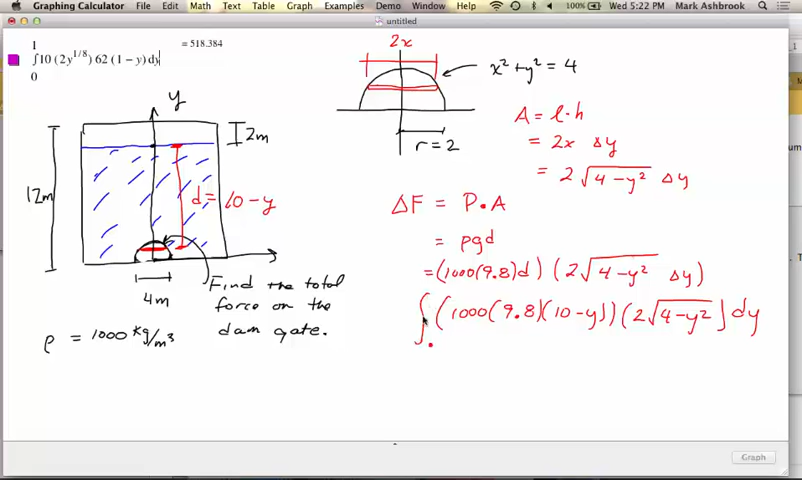 Graphing Calculator File Edit Math Text Table Graph Examples Demo Window Help 100% Wed 5:22 PM Mark Ashbrook
untitled
1
∫10 (2y^1/8) 62 (1 − y) dy = 518.384
0
2x
x² + y² = 4
r = 2
A = l·h
= 2x Δy
= 2√4−y² Δy
y
2m
12m
d = 10 − y
4m
Find the total
force on the
dam gate.
ρ = 1000 kg/m³
ΔF = P·A
= ρgd
= (1000(9.8)d) (2√4−y² Δy)
∫ (1000(9.8)(10−y)) (2√4−y²) dy
Graph